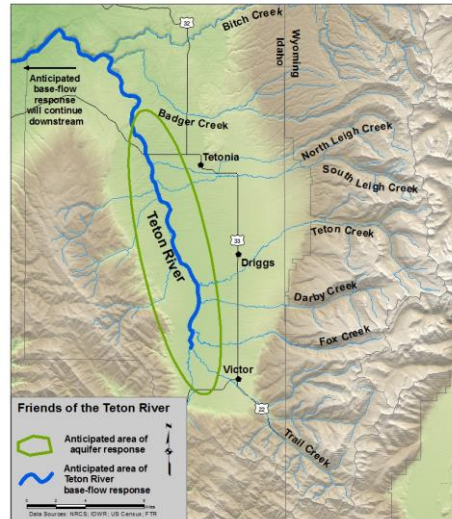 32
Bitch Creek
Wyoming
Idaho
Anticipated
base-flow
response
will continue
downstream
Badger Creek
North Leigh Creek
Tetonia
South Leigh Creek
Teton River
Teton Creek
33
Driggs
Darby Creek
Fox Creek
Victor
22
Trail Creek
Friends of the Teton River
Anticipated area of
aquifer response
Anticipated area of
Teton River
base-flow response
Data Sources: NRCS; IDWR; US Census; FTR